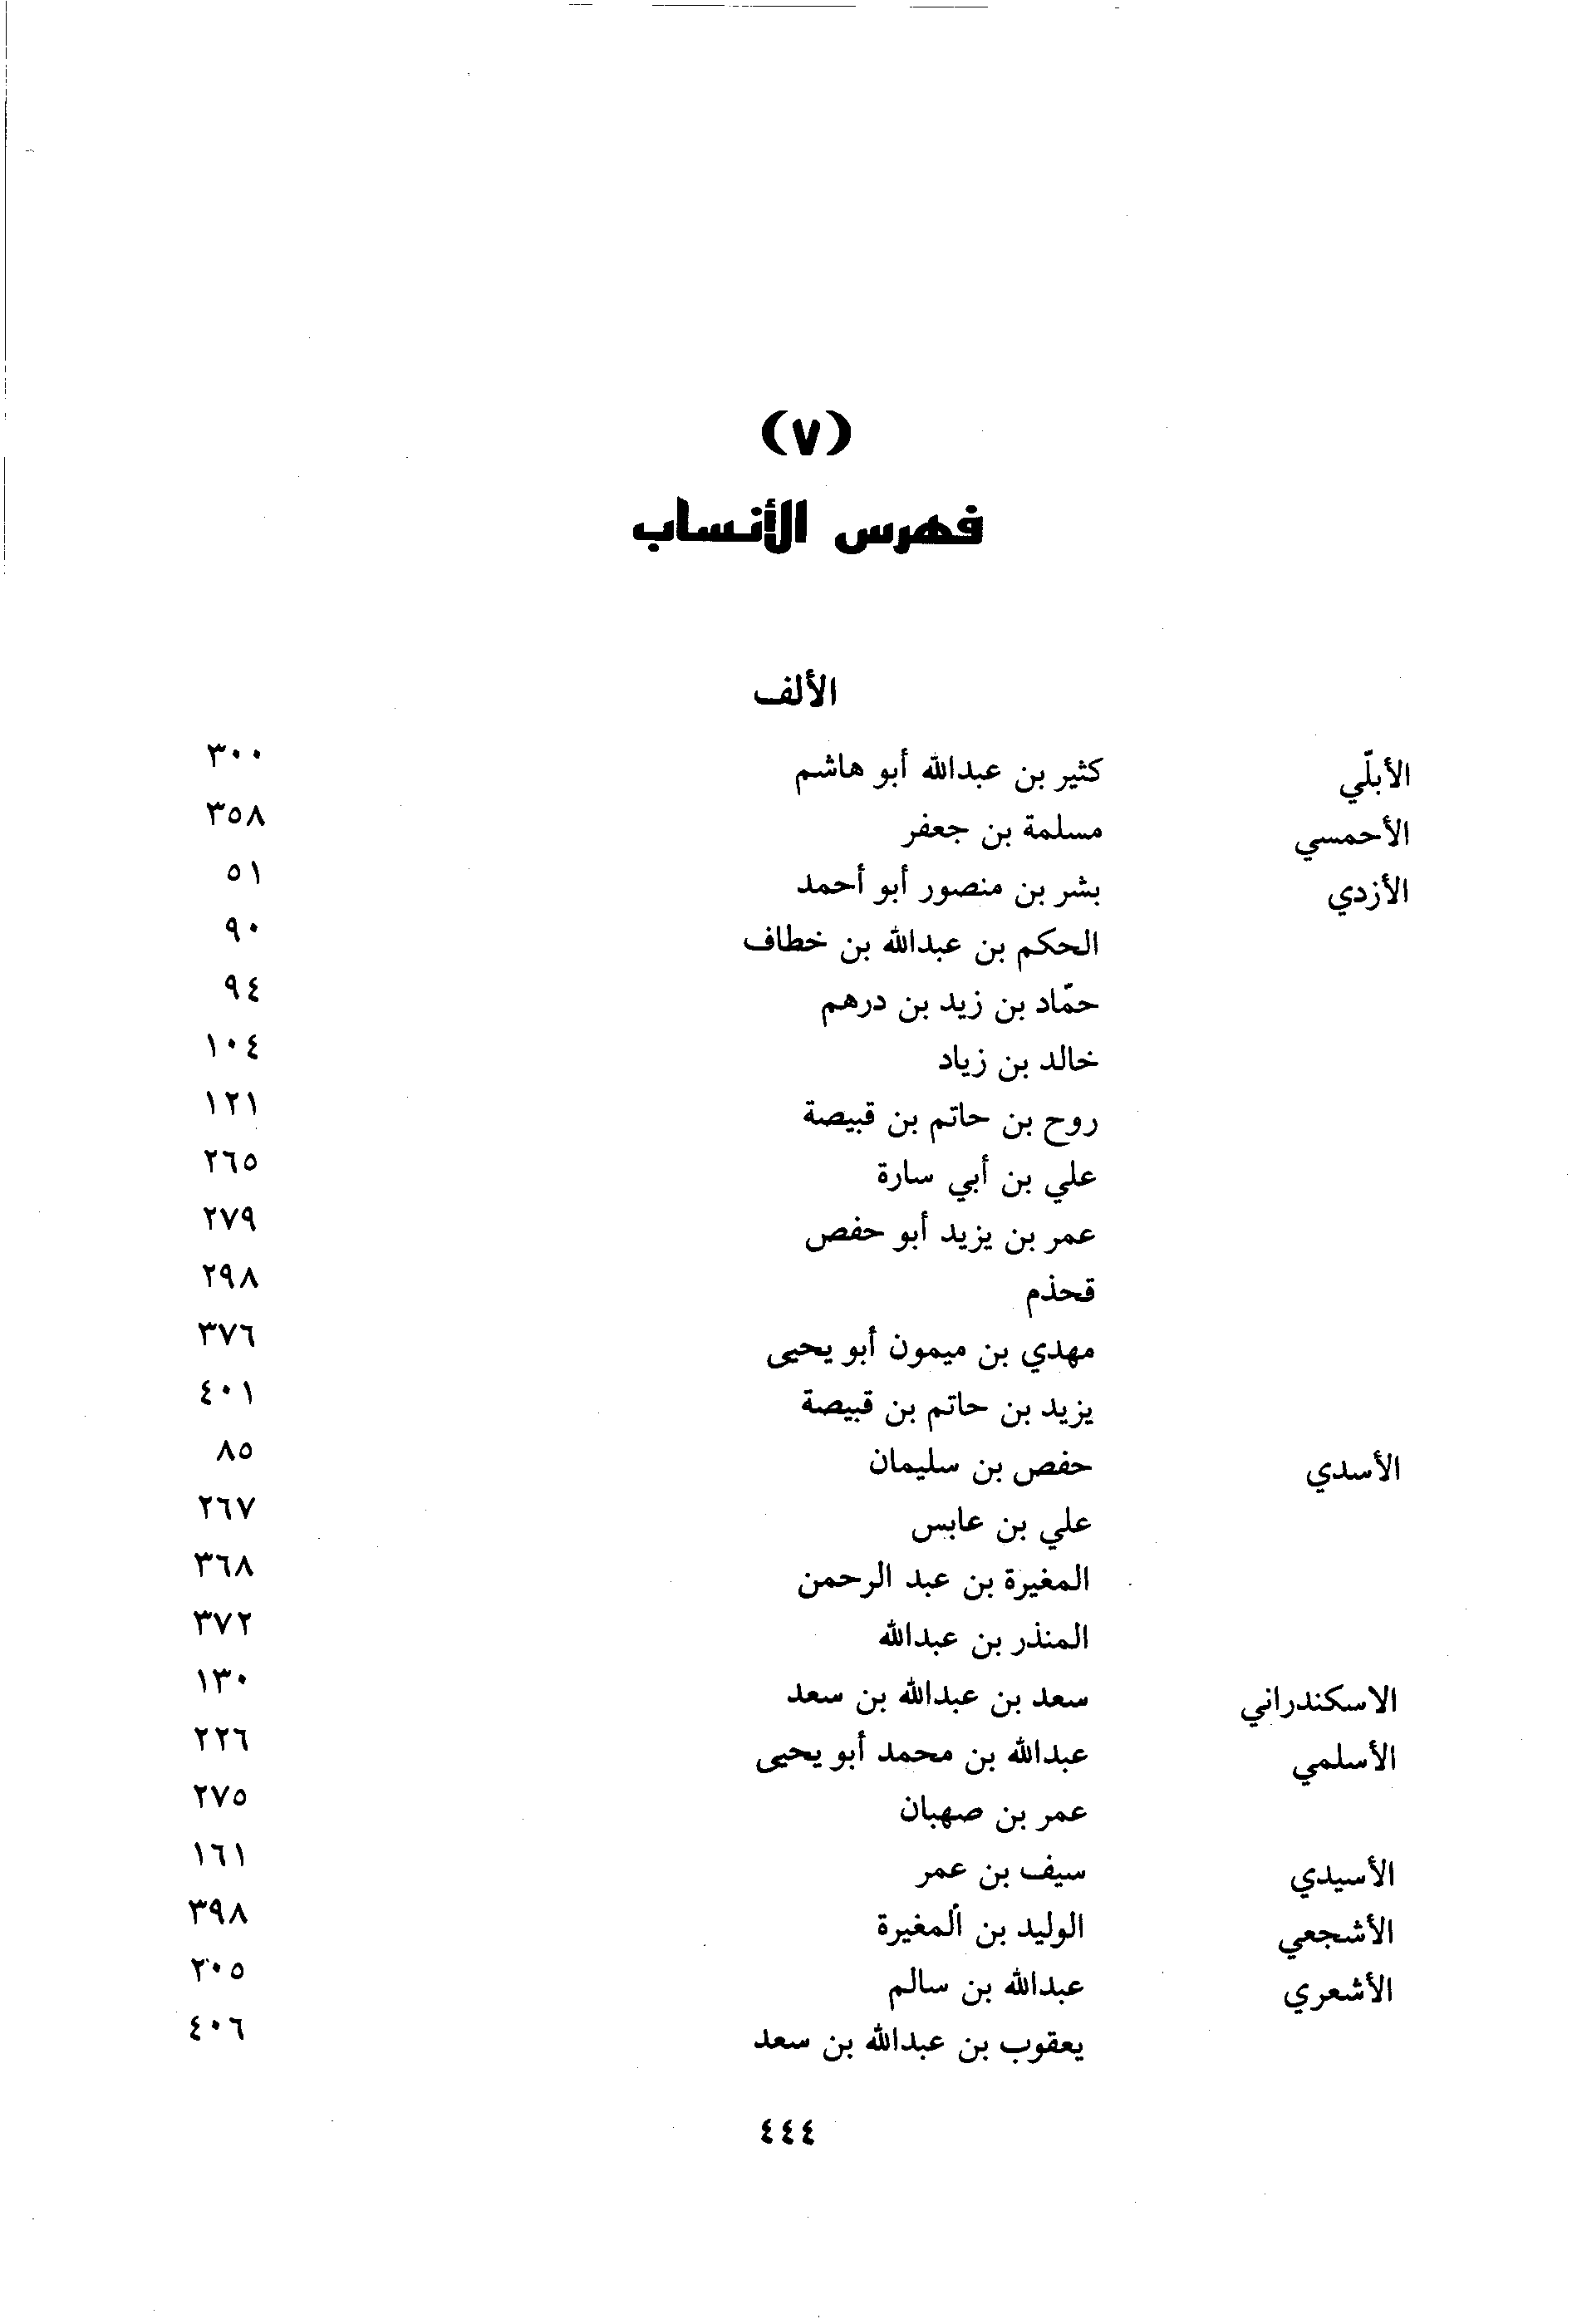 (٧)
فهرس الأنساب
الألف
الأبلّي كثير بن عبدالله أبو هاشم ٣٠٠
الأحمسي مسلمة بن جعفر ٣٥٨
الأزدي بشر بن منصور أبو أحمد ٥١
الحكم بن عبدالله بن خطاف ٩٠
حمّاد بن زيد بن درهم ٩٤
خالد بن زياد ١٠٤
روح بن حاتم بن قبيصة ١٢١
علي بن أبي سارة ٢٦٥
عمر بن يزيد أبو حفص ٢٧٩
قحذم ٢٩٨
مهدي بن ميمون أبو يحيى ٣٧٦
يزيد بن حاتم بن قبيصة ٤٠١
الأسدي حفص بن سليمان ٨٥
علي بن عابس ٢٦٧
المغيرة بن عبد الرحمن ٣٦٨
المنذر بن عبدالله ٣٧٢
الاسكندراني سعد بن عبدالله بن سعد ١٣٠
الأسلمي عبدالله بن محمد أبو يحيى ٢٢٦
عمر بن صهبان ٢٧٥
الأسيدي سيف بن عمر ١٦١
الأشجعي الوليد بن ألمغيرة ٣٩٨
الأشعري عبدالله بن سالم ٢٠٥
يعقوب بن عبدالله بن سعد ٤٠٦
٤٤٤